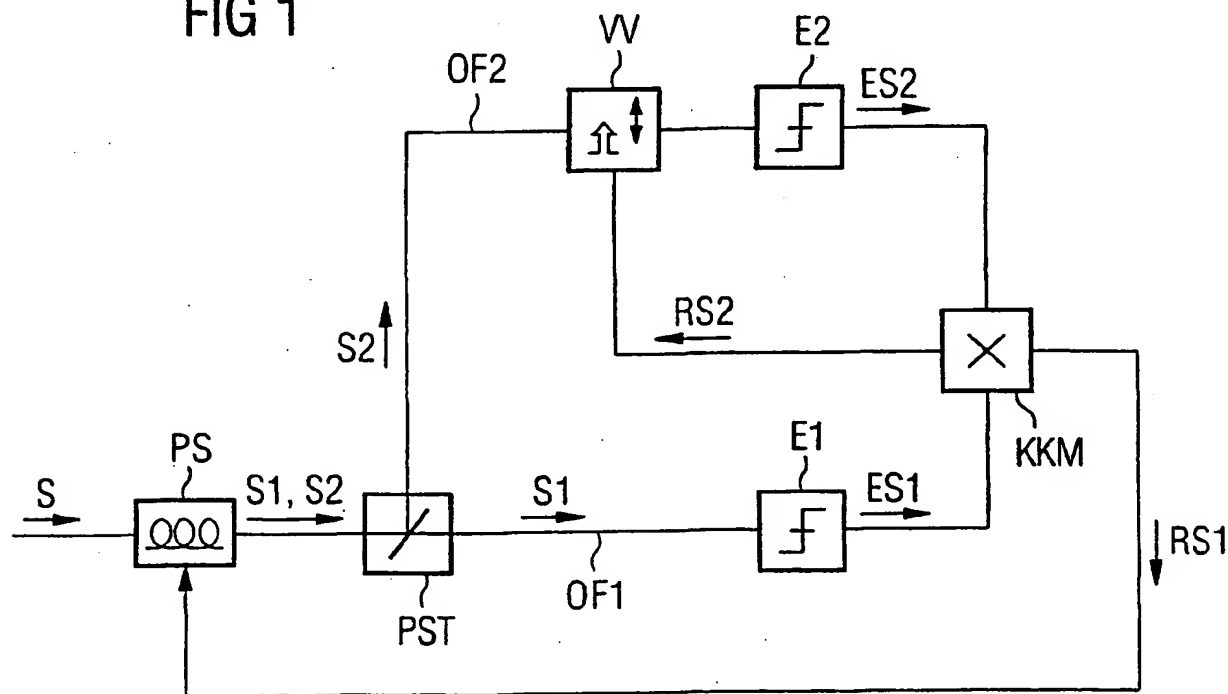 FIG 1
VV
E2
OF2
ES2
S2
RS2
KKM
PS
E1
S
S1, S2
S1
ES1
RS1
OF1
PST